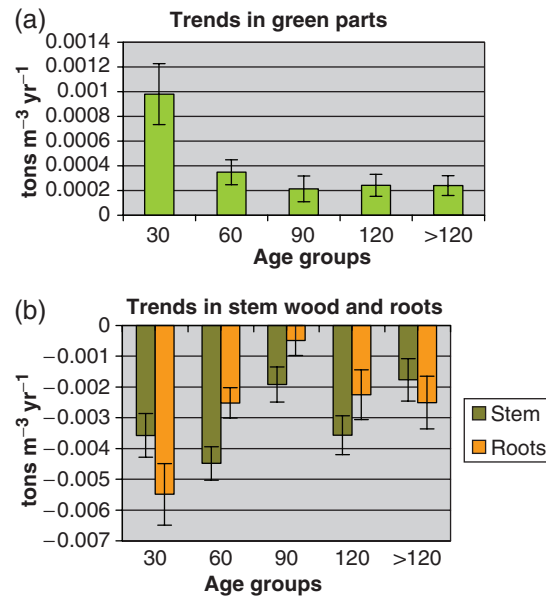 (a)
Trends in green parts
tons m⁻³ yr⁻¹
0.0014
0.0012
0.001
0.0008
0.0006
0.0004
0.0002
0
30 60 90 120 >120
Age groups
(b)
Trends in stem wood and roots
tons m⁻³ yr⁻¹
0
−0.001
−0.002
−0.003
−0.004
−0.005
−0.006
−0.007
30 60 90 120 >120
Age groups
Stem
Roots